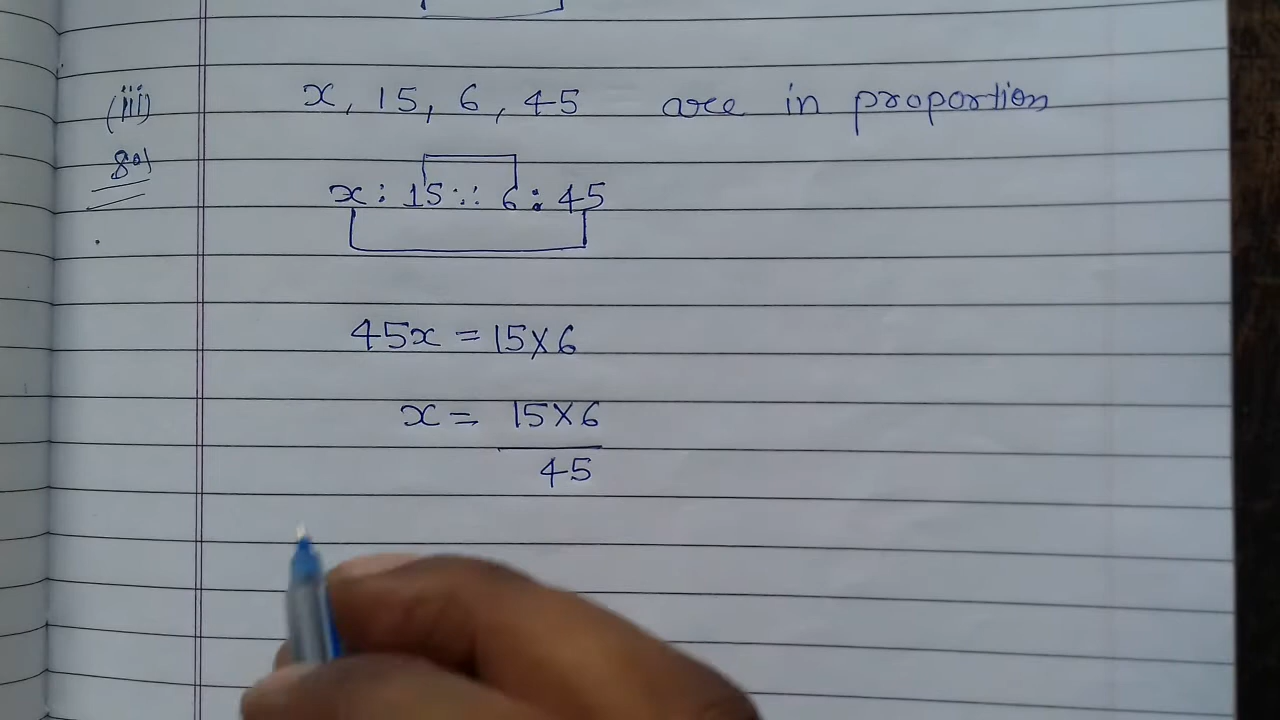 (iii) x, 15, 6, 45 are in proportion
Sol
x : 15 :: 6 : 45
45x = 15×6
x = 15×6
45